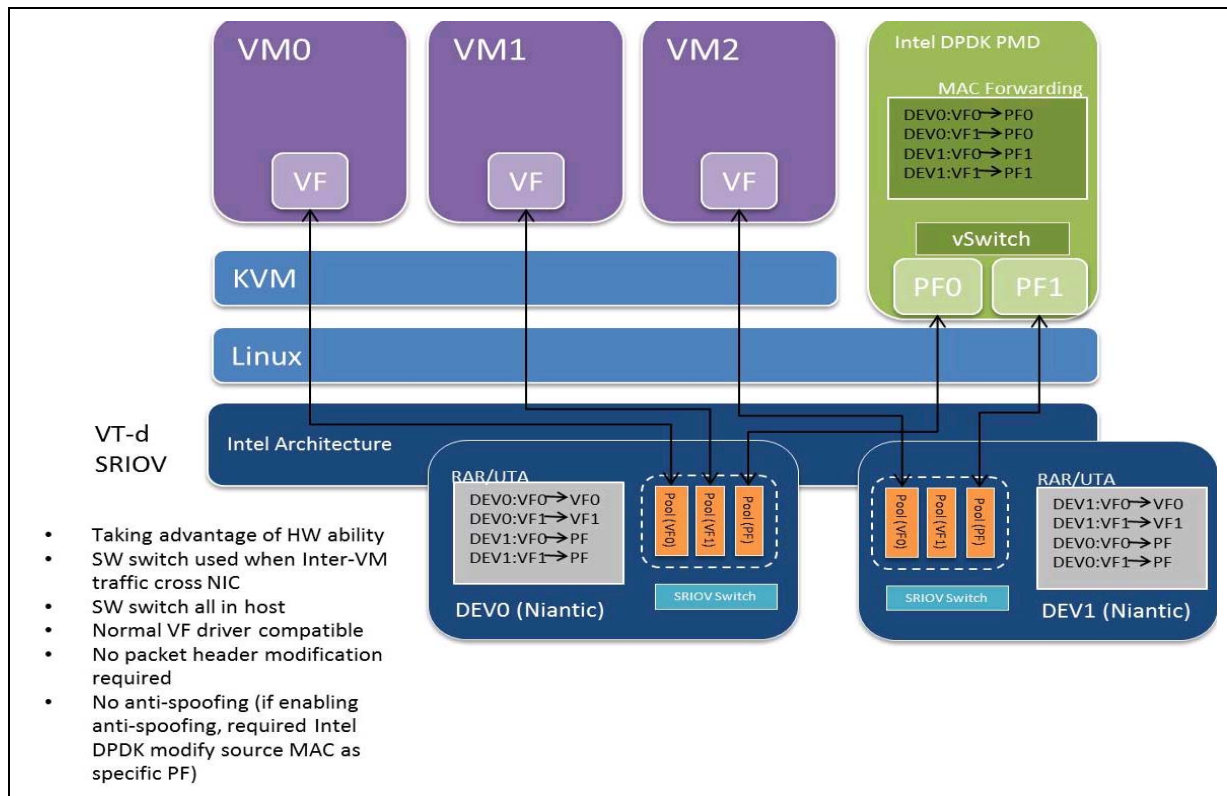 VM0
VM1
VM2
Intel DPDK PMD
MAC Forwarding
DEV0:VF0→PF0
DEV0:VF1→PF0
DEV1:VF0→PF1
DEV1:VF1→PF1
VF
VF
VF
vSwitch
PF0
PF1
KVM
Linux
VT-d
SRIOV
Intel Architecture
RAR/UTA
DEV0:VF0→VF0
DEV0:VF1→VF1
DEV1:VF0→PF
DEV1:VF1→PF
Pool(VF0)
Pool(VF1)
Pool(PF)
SRIOV Switch
DEV0 (Niantic)
Pool(VF0)
Pool(VF1)
Pool(PF)
SRIOV Switch
RAR/UTA
DEV1:VF0→VF0
DEV1:VF1→VF1
DEV0:VF0→PF
DEV0:VF1→PF
DEV1 (Niantic)
• Taking advantage of HW ability
• SW switch used when Inter-VM
traffic cross NIC
• SW switch all in host
• Normal VF driver compatible
• No packet header modification
required
• No anti-spoofing (if enabling
anti-spoofing, required Intel
DPDK modify source MAC as
specific PF)